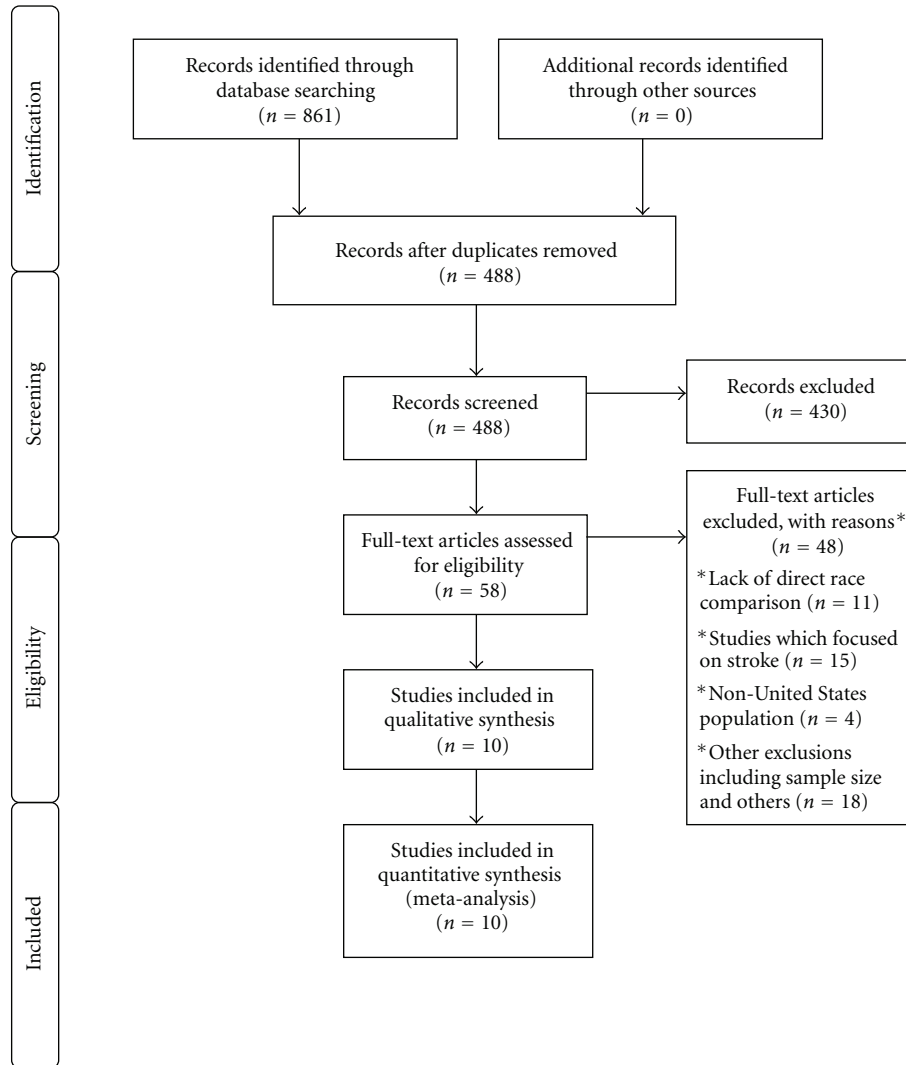 Identification
Records identified through
database searching
(n = 861)
Additional records identified
through other sources
(n = 0)
Records after duplicates removed
(n = 488)
Screening
Records screened
(n = 488)
Records excluded
(n = 430)
Eligibility
Full-text articles assessed
for eligibility
(n = 58)
Full-text articles
excluded, with reasons*
(n = 48)
*Lack of direct race
comparison (n = 11)
*Studies which focused
on stroke (n = 15)
*Non-United States
population (n = 4)
*Other exclusions
including sample size
and others (n = 18)
Studies included in
qualitative synthesis
(n = 10)
Included
Studies included in
quantitative synthesis
(meta-analysis)
(n = 10)